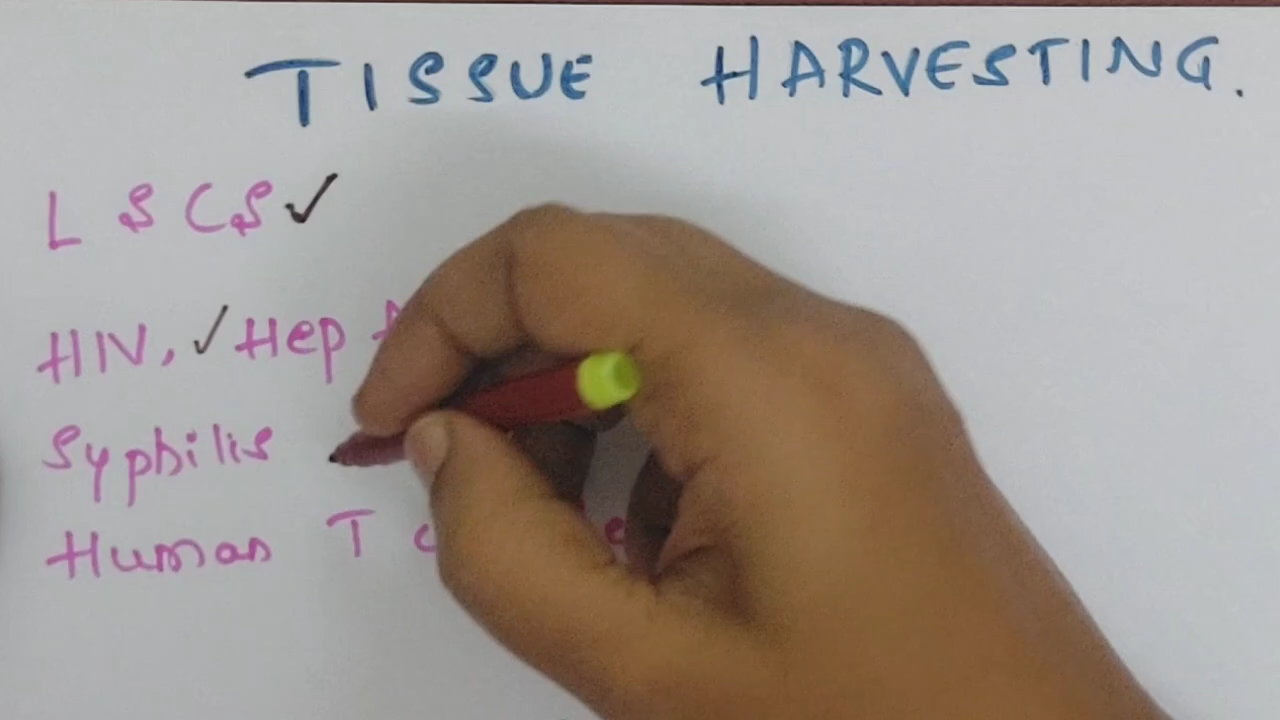 TISSUE HARVESTING.
LSCS ✓
HIV, ✓ Hep
Syphilis
Human T